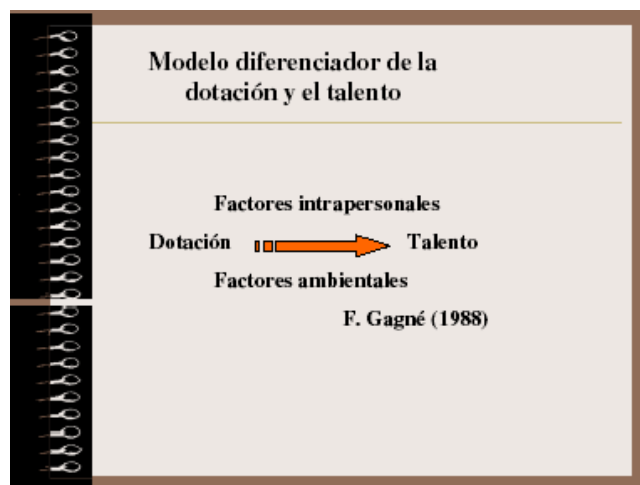 Modelo diferenciador de la
dotación y el talento
Factores intrapersonales
Dotación Talento
Factores ambientales
F. Gagné (1988)